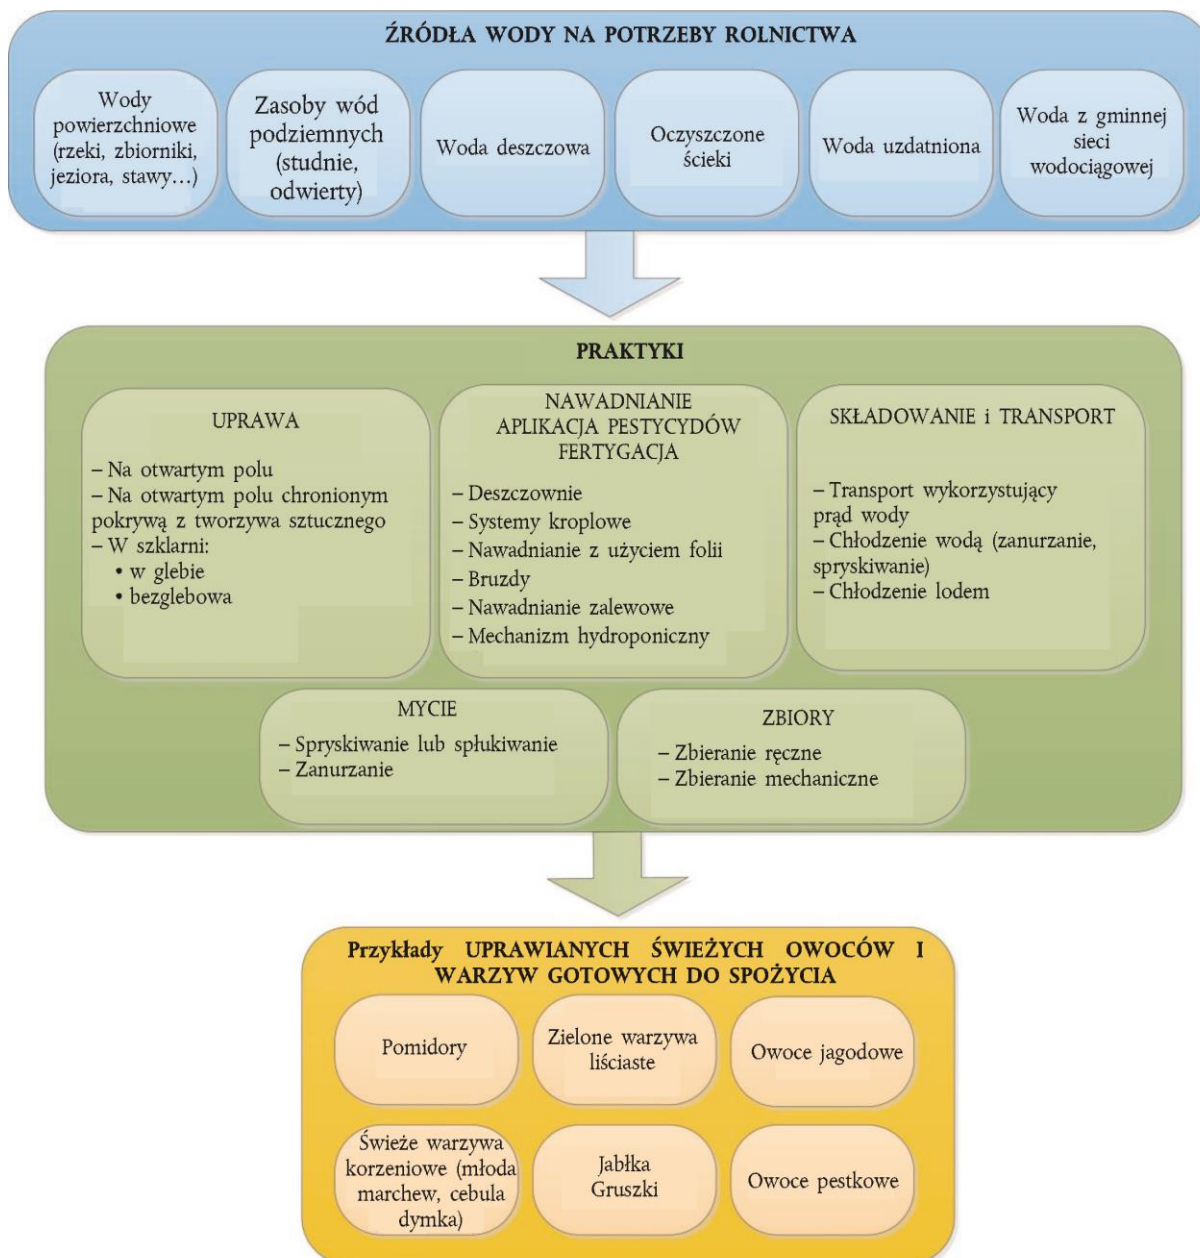 ŹRÓDŁA WODY NA POTRZEBY ROLNICTWA
Wody
powierzchniowe
(rzeki, zbiorniki,
jeziora, stawy...)
Zasoby wód
podziemnych
(studnie,
odwierty)
Woda deszczowa
Oczyszczone
ścieki
Woda uzdatniona
Woda z gminnej
sieci
wodociągowej
PRAKTYKI
UPRAWA
– Na otwartym polu
– Na otwartym polu chronionym
pokrywą z tworzywa sztucznego
– W szklarni:
• w glebie
• bezglebowa
NAWADNIANIE
APLIKACJA PESTYCYDÓW
FERTYGACJA
– Deszczownie
– Systemy kroplowe
– Nawadnianie z użyciem folii
– Bruzdy
– Nawadnianie zalewowe
– Mechanizm hydroponiczny
SKŁADOWANIE i TRANSPORT
– Transport wykorzystujący
prąd wody
– Chłodzenie wodą (zanurzanie,
spryskiwanie)
– Chłodzenie lodem
MYCIE
– Spryskiwanie lub spłukiwanie
– Zanurzanie
ZBIORY
– Zbieranie ręczne
– Zbieranie mechaniczne
Przykłady UPRAWIANYCH ŚWIEŻYCH OWOCÓW I
WARZYW GOTOWYCH DO SPOŻYCIA
Pomidory
Zielone warzywa
liściaste
Owoce jagodowe
Świeże warzywa
korzeniowe (młoda
marchew, cebula
dymka)
Jabłka
Gruszki
Owoce pestkowe